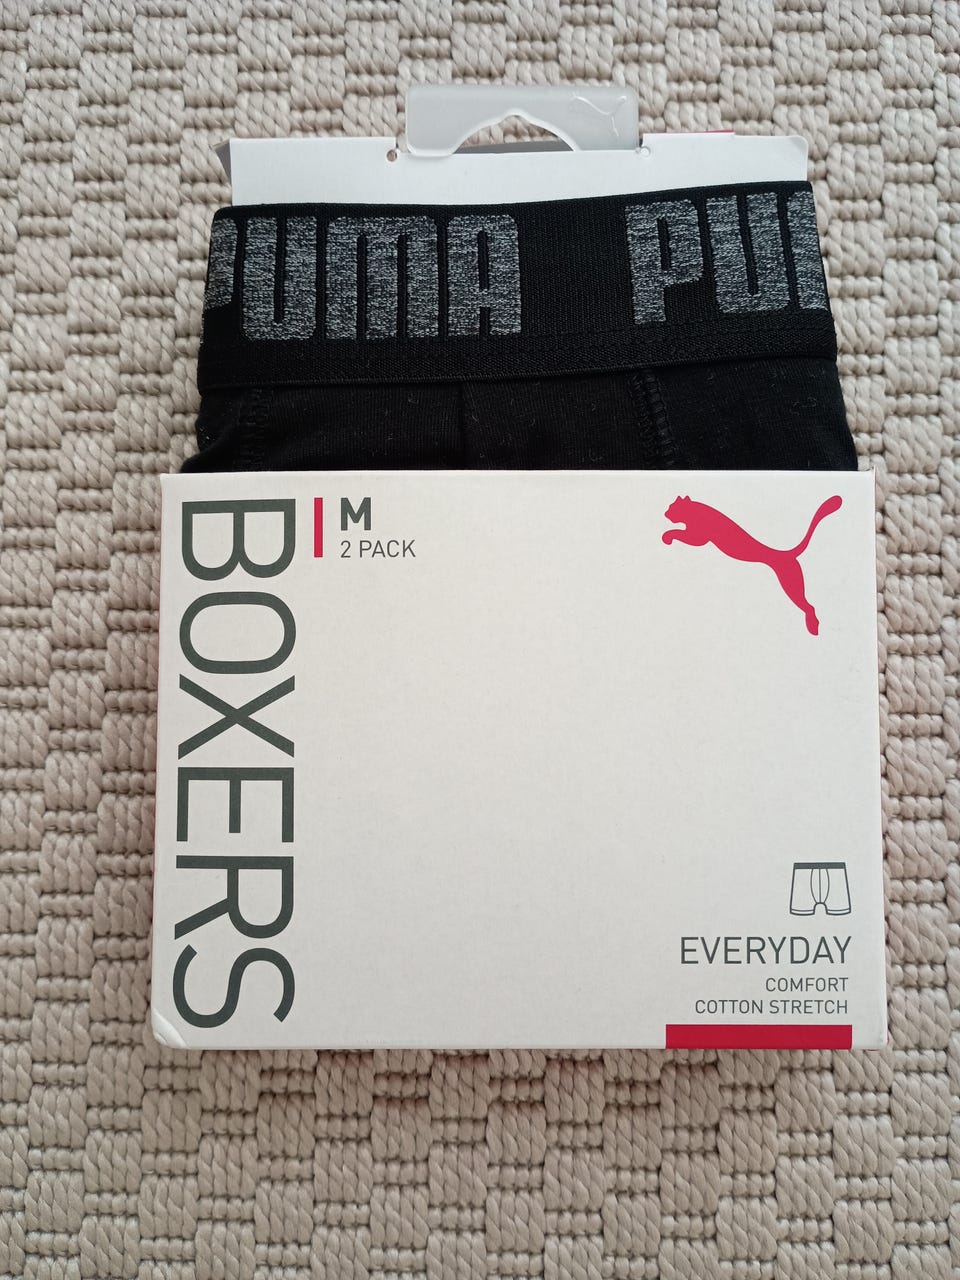 PUMA PU
BOXERS
M
2 PACK
EVERYDAY
COMFORT
COTTON STRETCH